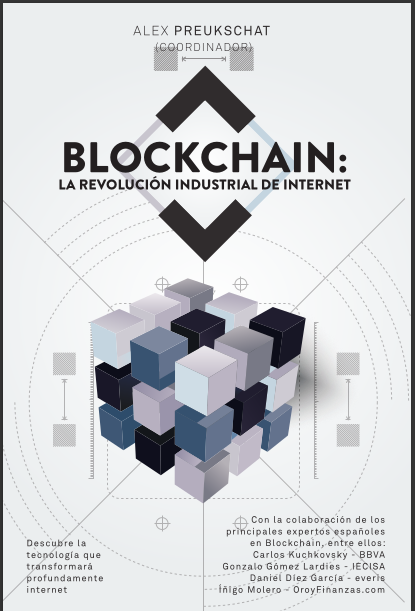 ALEX PREUKSCHAT
(COORDINADOR)
BLOCKCHAIN:
LA REVOLUCIÓN INDUSTRIAL DE INTERNET
Descubre la
tecnología que
transformará
profundamente
internet
Con la colaboración de los
principales expertos españoles
en Blockchain, entre ellos:
Carlos Kuchkovsky - BBVA
Gonzalo Gómez Lardies - IECISA
Daniel Díez García - everis
Íñigo Molero - OroyFinanzas.com